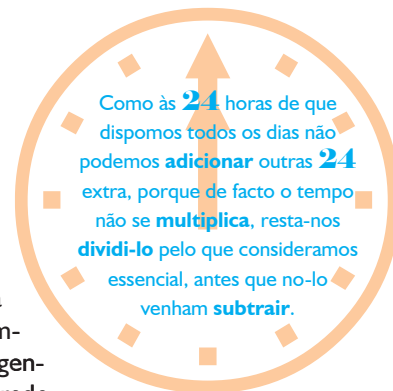 Como às 24 horas de que
dispomos todos os dias não
podemos adicionar outras 24
extra, porque de facto o tempo
não se multiplica, resta-nos
dividi-lo pelo que consideramos
essencial, antes que no-lo
venham subtrair.